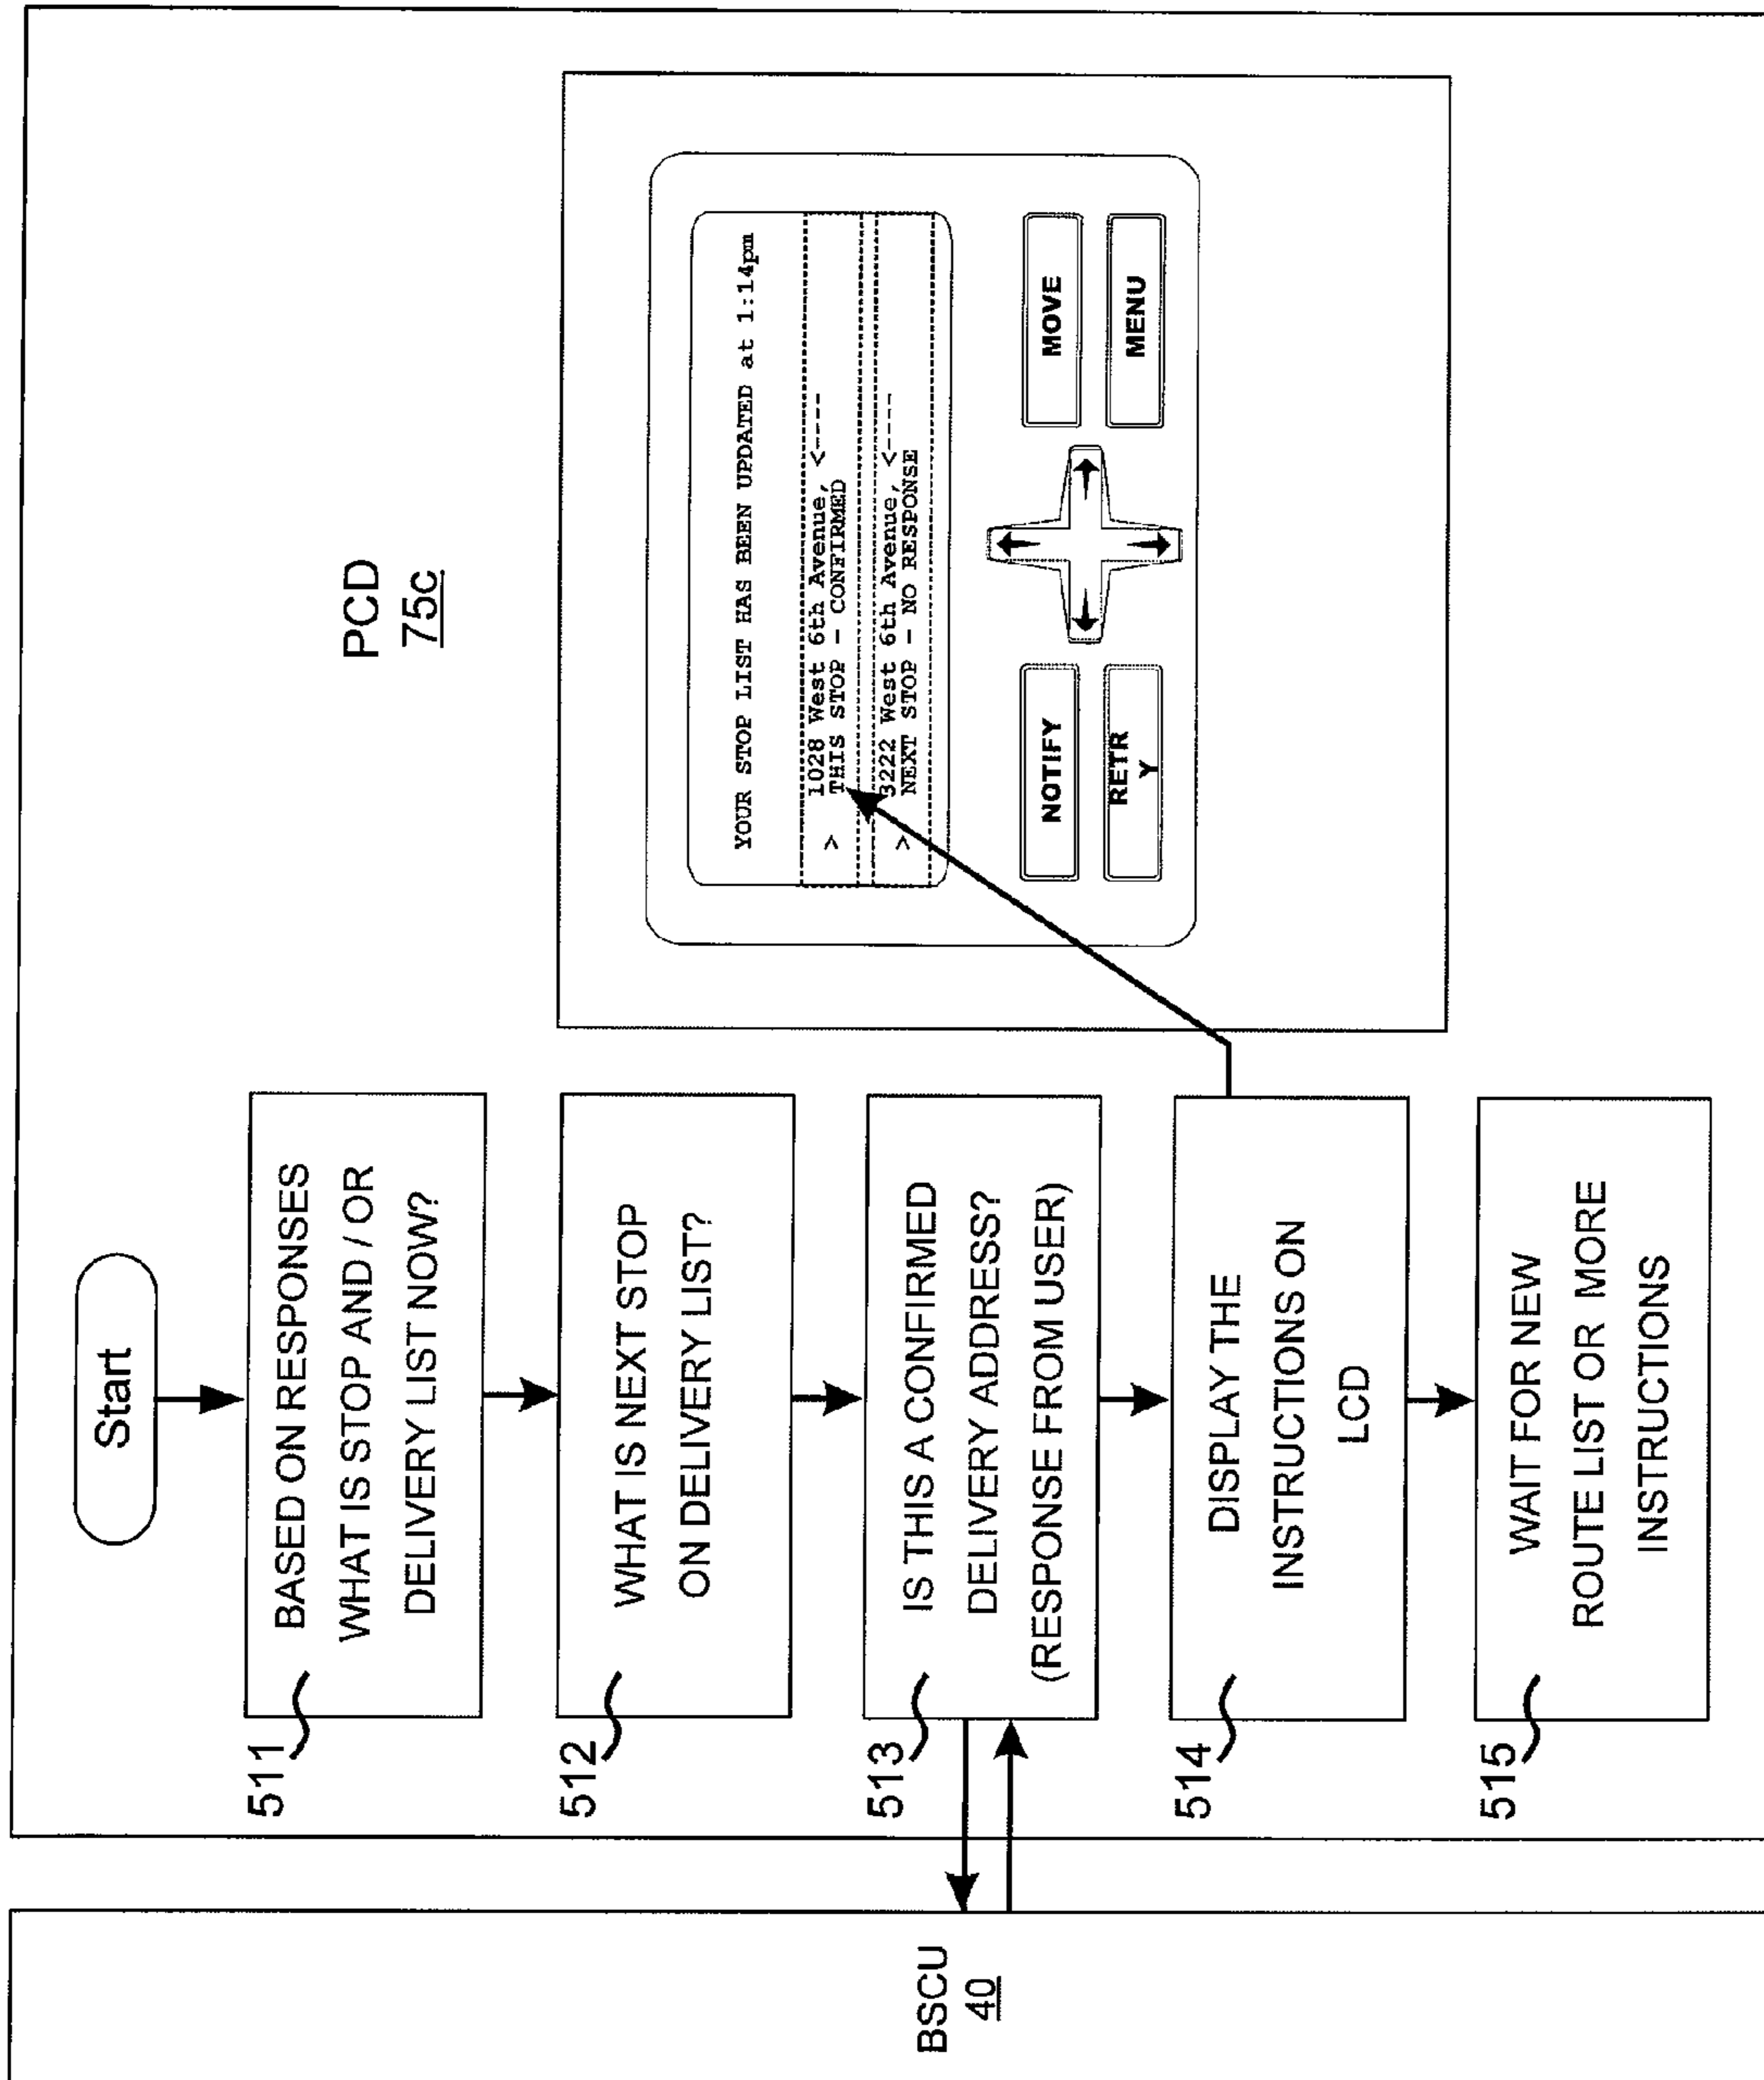 BSCU
40
PCD
75c
Start
511
BASED ON RESPONSES
WHAT IS STOP AND / OR
DELIVERY LIST NOW?
512
WHAT IS NEXT STOP
ON DELIVERY LIST?
513
IS THIS A CONFIRMED
DELIVERY ADDRESS?
(RESPONSE FROM USER)
514
DISPLAY THE
INSTRUCTIONS ON
LCD
515
WAIT FOR NEW
ROUTE LIST OR MORE
INSTRUCTIONS
YOUR STOP LIST HAS BEEN UPDATED at 1:14pm
> 1028 West 6th Avenue, <----
THIS STOP - CONFIRMED
> 3222 West 6th Avenue, <----
NEXT STOP - NO RESPONSE
NOTIFY
MOVE
RETR
Y
MENU